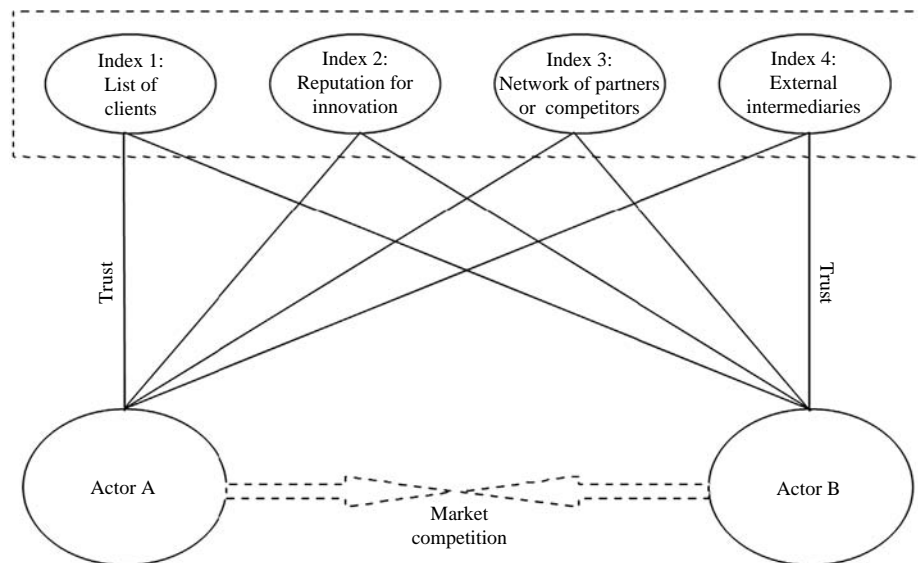 Index 1:
List of
clients
Index 2:
Reputation for
innovation
Index 3:
Network of partners
or competitors
Index 4:
External
intermediaries
Trust
Trust
Actor A
Actor B
Market
competition